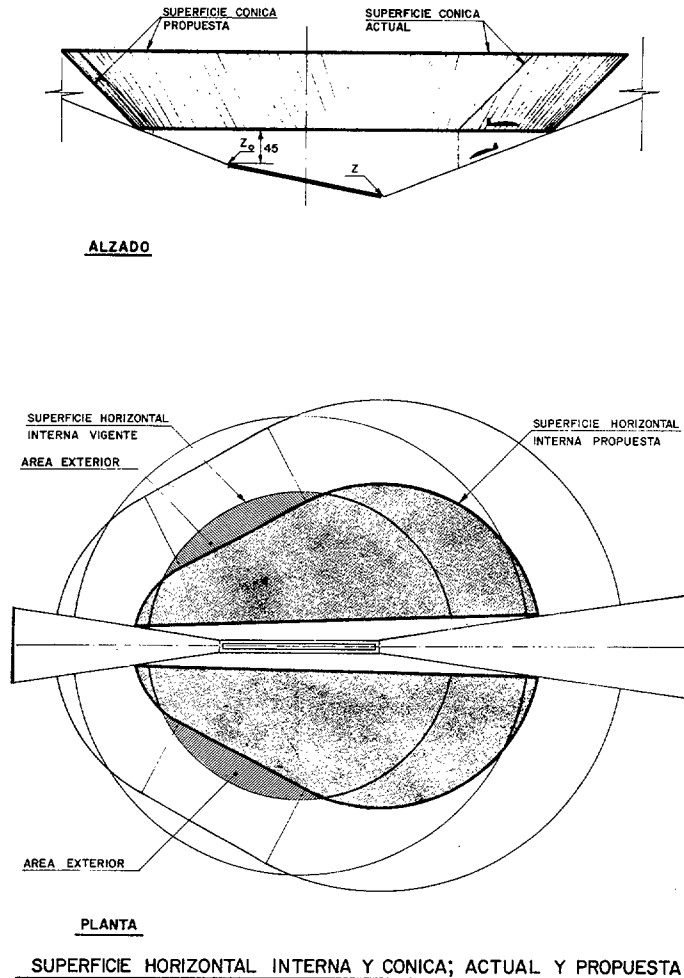 SUPERFICIE CONICA
PROPUESTA
SUPERFICIE CONICA
ACTUAL
Zo
45
Z
ALZADO
SUPERFICIE HORIZONTAL
INTERNA VIGENTE
AREA EXTERIOR
SUPERFICIE HORIZONTAL
INTERNA PROPUESTA
AREA EXTERIOR
PLANTA
SUPERFICIE HORIZONTAL INTERNA Y CONICA; ACTUAL Y PROPUESTA